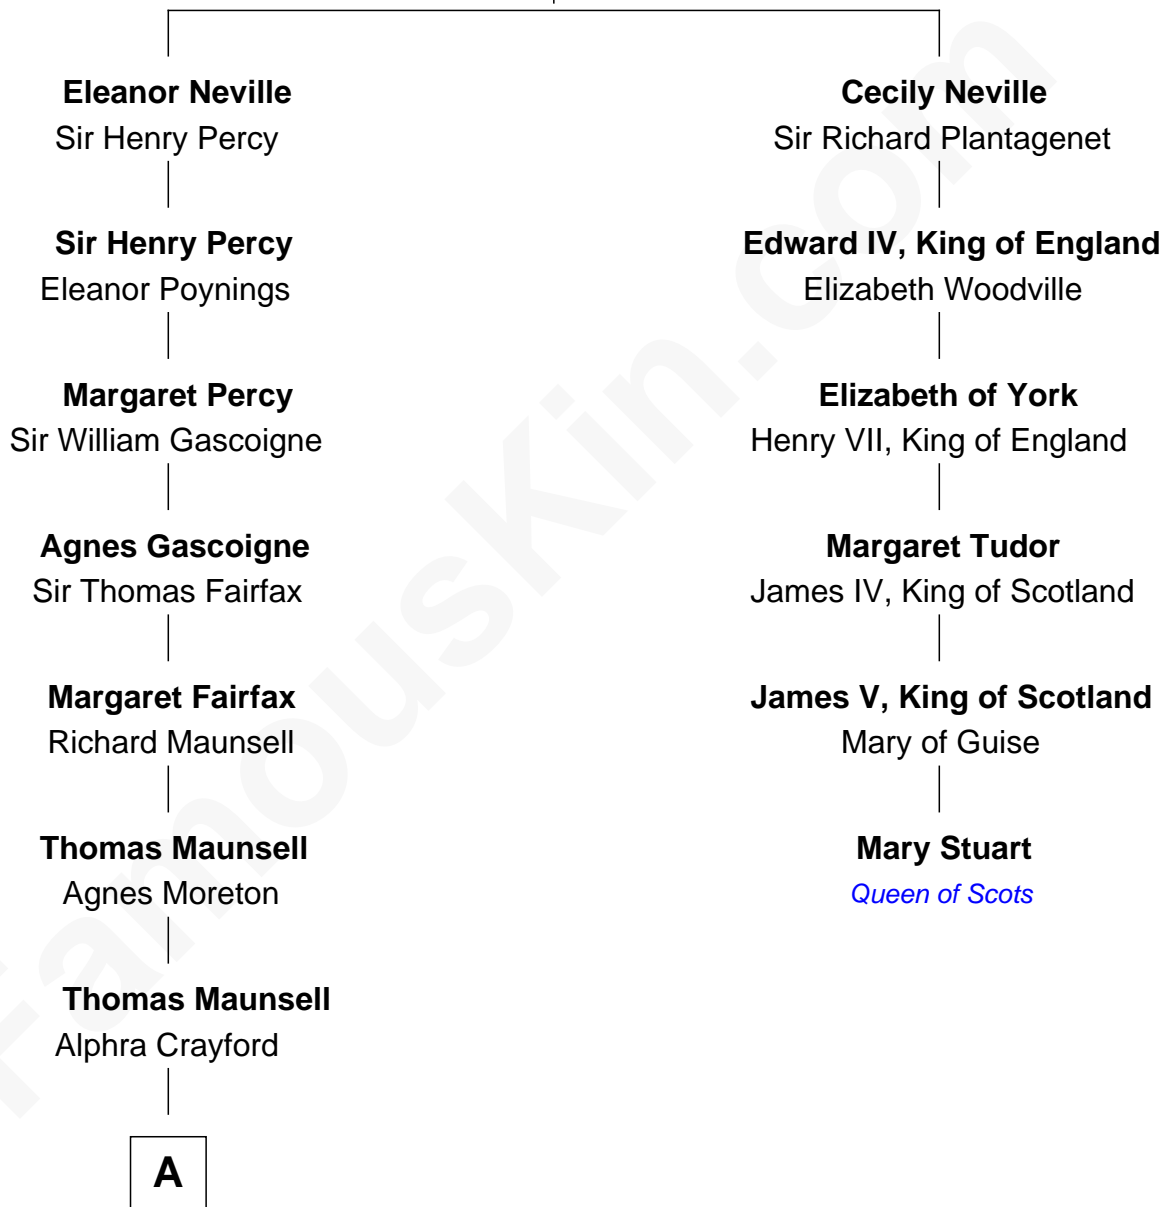 Eleanor Neville
Sir Henry Percy
Sir Henry Percy
Eleanor Poynings
Margaret Percy
Sir William Gascoigne
Agnes Gascoigne
Sir Thomas Fairfax
Margaret Fairfax
Richard Maunsell
Thomas Maunsell
Agnes Moreton
Thomas Maunsell
Alphra Crayford
A
Cecily Neville
Sir Richard Plantagenet
Edward IV, King of England
Elizabeth Woodville
Elizabeth of York
Henry VII, King of England
Margaret Tudor
James IV, King of Scotland
James V, King of Scotland
Mary of Guise
Mary Stuart
Queen of Scots
FamousKin.com